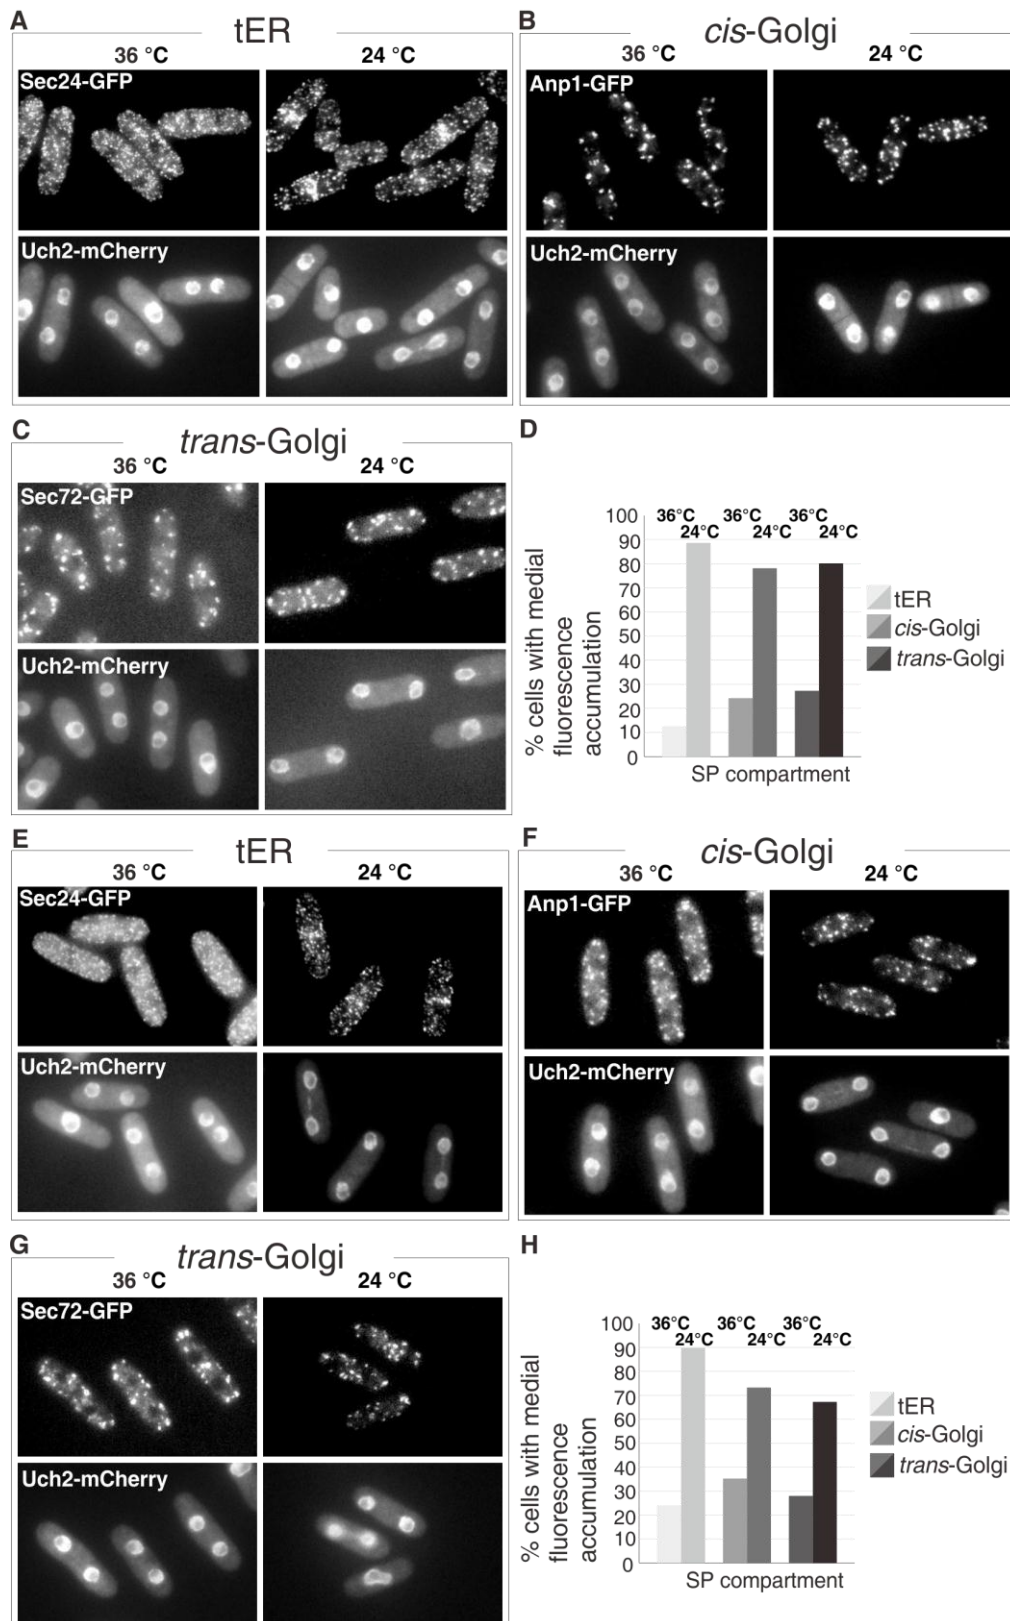 A
tER
36 °C
24 °C
Sec24-GFP
Uch2-mCherry
B
cis-Golgi
36 °C
24 °C
Anp1-GFP
Uch2-mCherry
C
trans-Golgi
36 °C
24 °C
Sec72-GFP
Uch2-mCherry
D
% cells with medial
fluorescence
accumulation
100
90
80
70
60
50
40
30
20
10
0
36°C
24°C
36°C
24°C
36°C
24°C
SP compartment
tER
cis-Golgi
trans-Golgi
E
tER
36 °C
24 °C
Sec24-GFP
Uch2-mCherry
F
cis-Golgi
36 °C
24 °C
Anp1-GFP
Uch2-mCherry
G
trans-Golgi
36 °C
24 °C
Sec72-GFP
Uch2-mCherry
H
% cells with medial
fluorescence
accumulation
100
90
80
70
60
50
40
30
20
10
0
36°C
24°C
36°C
24°C
36°C
24°C
SP compartment
tER
cis-Golgi
trans-Golgi